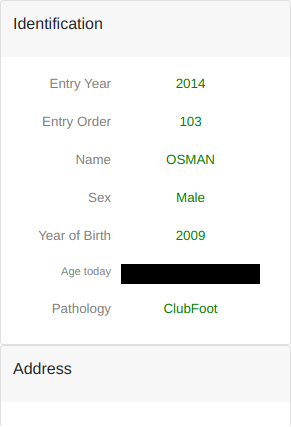 Identification
Entry Year 2014
Entry Order 103
Name OSMAN
Sex Male
Year of Birth 2009
Age today
Pathology ClubFoot
Address